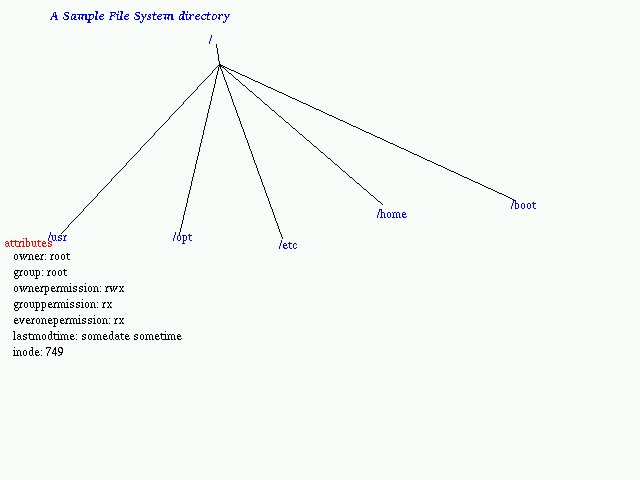 A Sample File System directory
/
/boot
/home
/usr
/opt
/etc
attributes
owner: root
group: root
ownerpermission: rwx
grouppermission: rx
everonepermission: rx
lastmodtime: somedate sometime
inode: 749